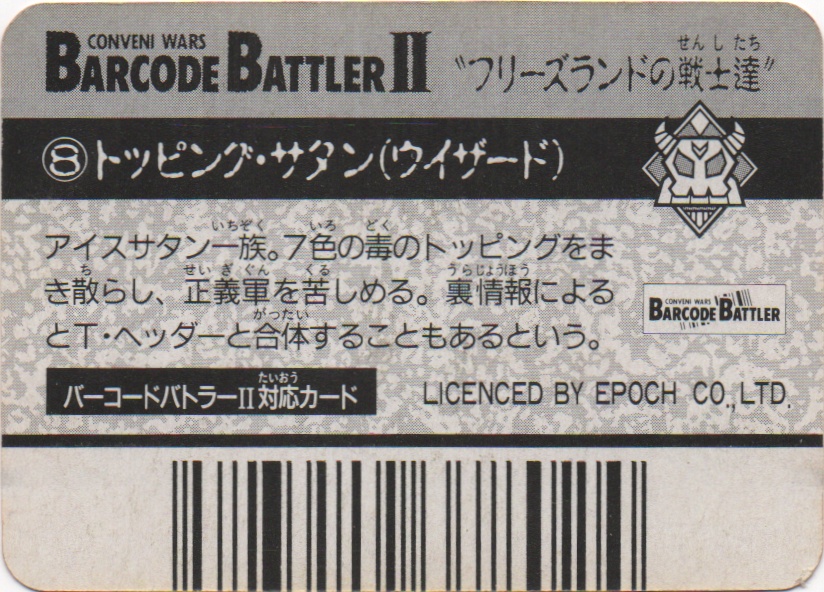 CONVENI WARS
BARCODE BATTLER II
せんしたち
"フリーズランドの戦士達"
⑧トッピング・サタン(ウイザード)
いちぞく いろ どく
アイスサタン一族。7色の毒のトッピングをま
ち せいぎぐん くる うらじょうほう
き散らし、正義軍を苦しめる。裏情報による
がったい
とT・ヘッダーと合体することもあるという。
CONVENI WARS
BARCODE BATTLER
たいおう
バーコードバトラーII対応カード
LICENCED BY EPOCH CO.,LTD.